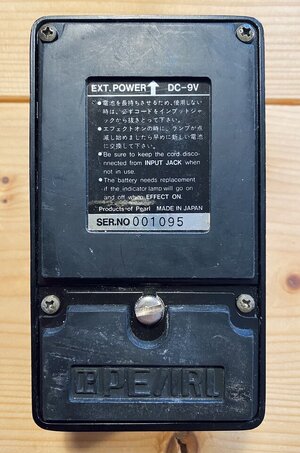 EXT. POWER ↑ DC-9V
●電池を長持ちさせるため、使用しない
時は、必ずコードをインプットジャ
ックから抜きとって下さい。
●エフェクトオンの時に、ランプが点
滅し始めましたら早めに新しい電池
に交換して下さい。
●Be sure to keep the cord disco-
nnected from INPUT JACK when
not in use.
●The battery needs replacement
if the indicator lamp will go on
and off when EFFECT ON.
Products of Pearl MADE IN JAPAN
SER.NO 001095
PEARL